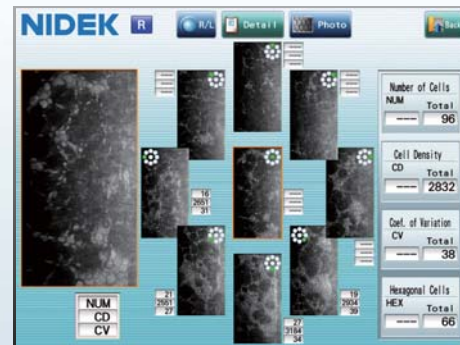 NIDEK R R/L Detail Photo Back
Number of Cells
NUM Total
--- 96
Cell Density
CD Total
--- 2832
Coef. of Variation
CV Total
--- 38
Hexagonal Cells
HEX Total
--- 66
16
2551
31
21
2551
27
27
3184
34
19
2934
39
NUM
CD
CV